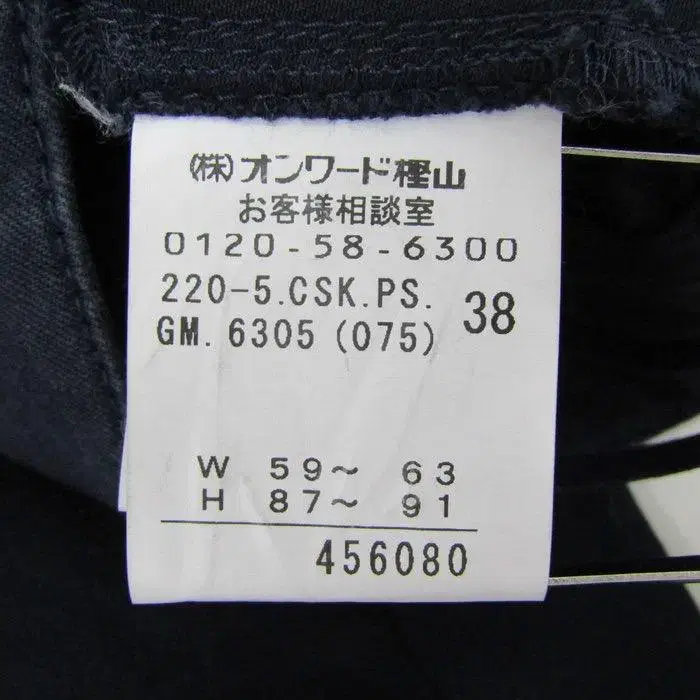 (株)オンワード樫山
お客様相談室
0120-58-6300
220-5.CSK.PS.
GM.6305(075) 38
W 59~ 63
H 87~ 91
456080